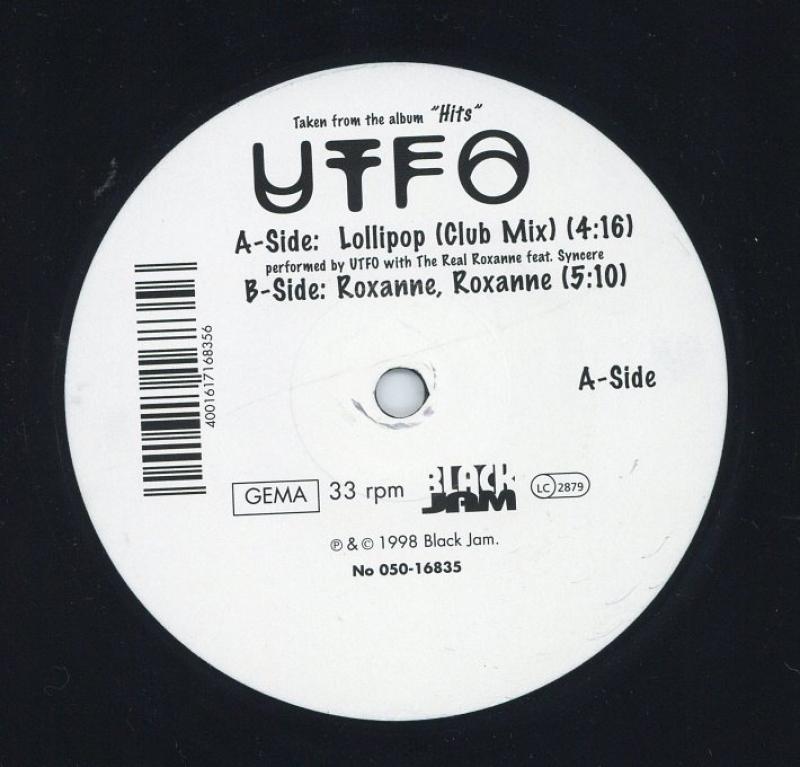 Taken from the album "Hits"
UTFO
A-Side: Lollipop (Club Mix) (4:16)
performed by UTFO with The Real Roxanne feat. Syncere
B-Side: Roxanne, Roxanne (5:10)
4001617168356
A-Side
GEMA 33 rpm BLACK JAM LC 2879
℗ & © 1998 Black Jam.
No 050-16835